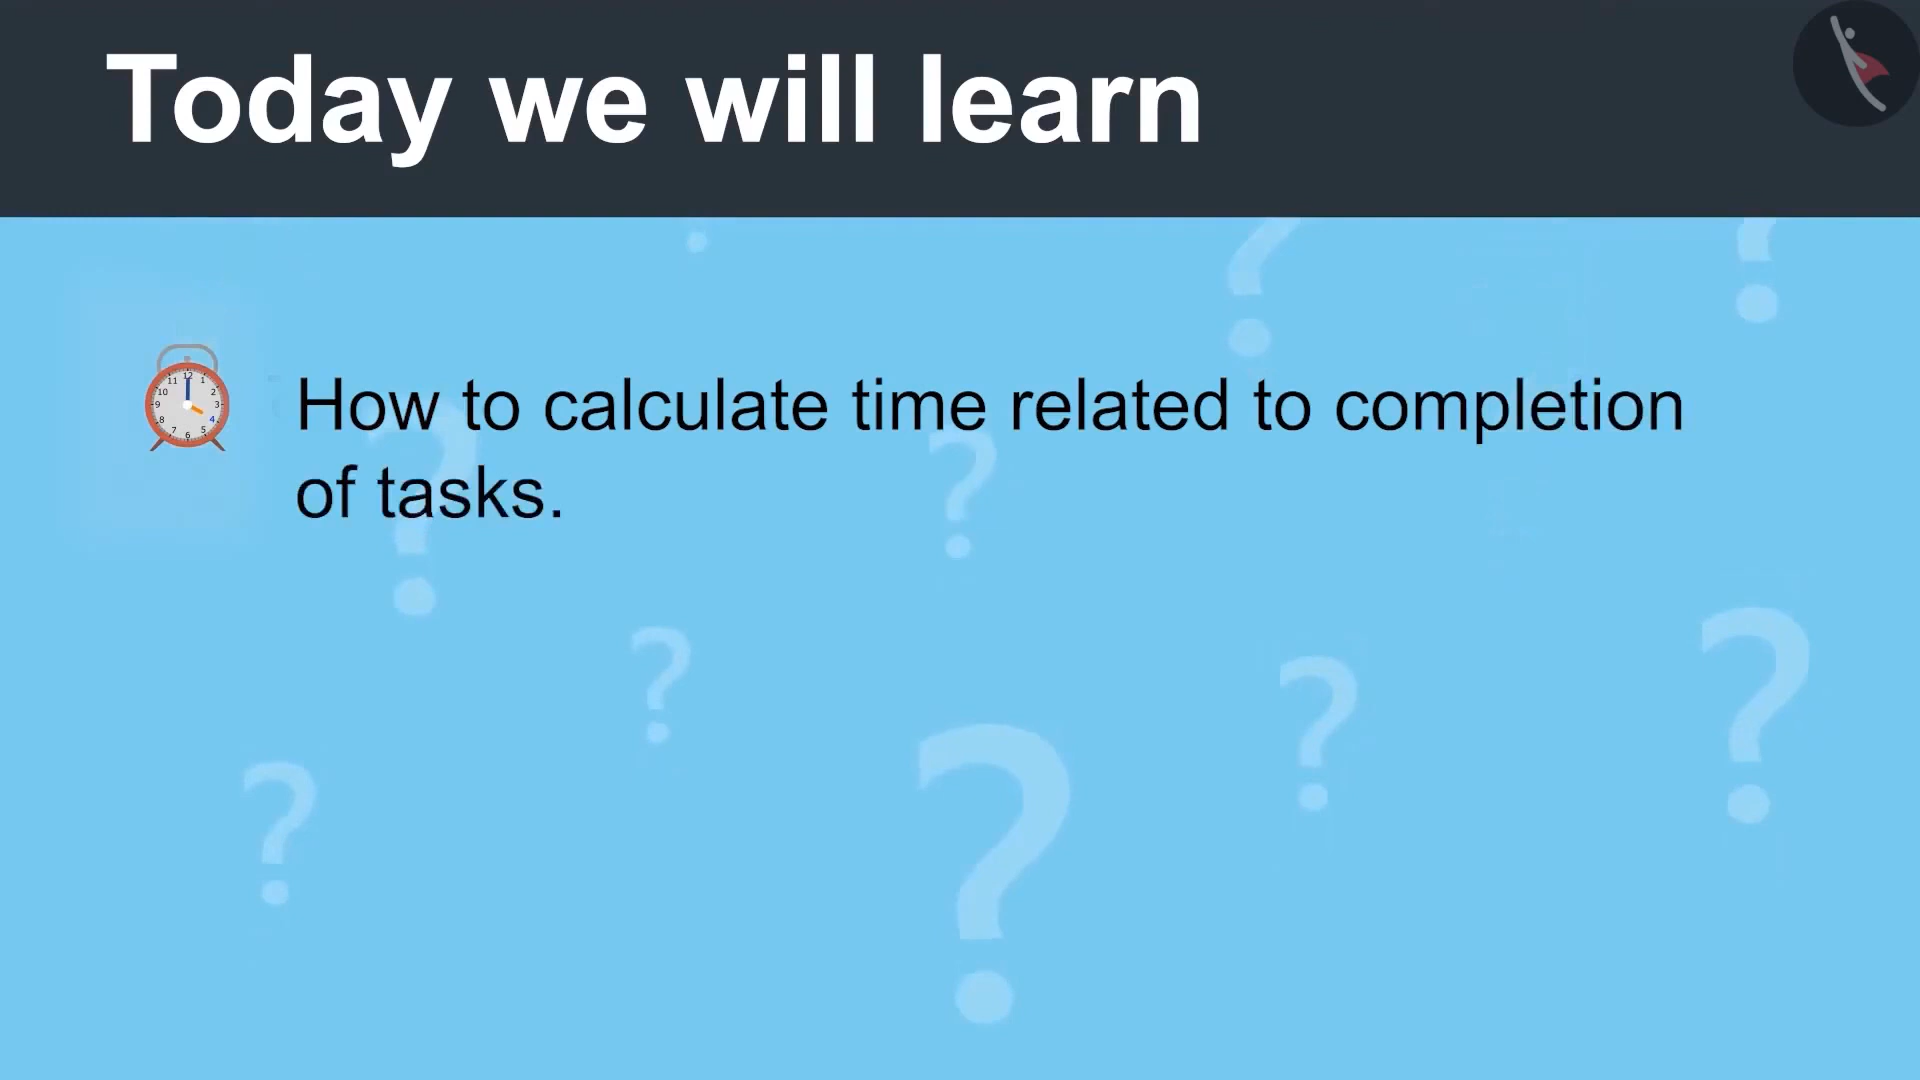 Today we will learn
How to calculate time related to completion
of tasks.